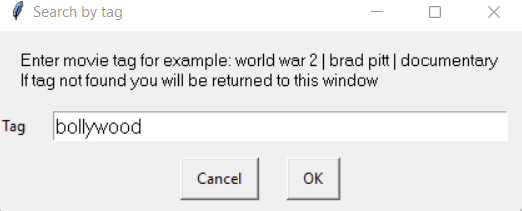 Search by tag
Enter movie tag for example: world war 2 | brad pitt | documentary
If tag not found you will be returned to this window
Tag bollywood
Cancel OK